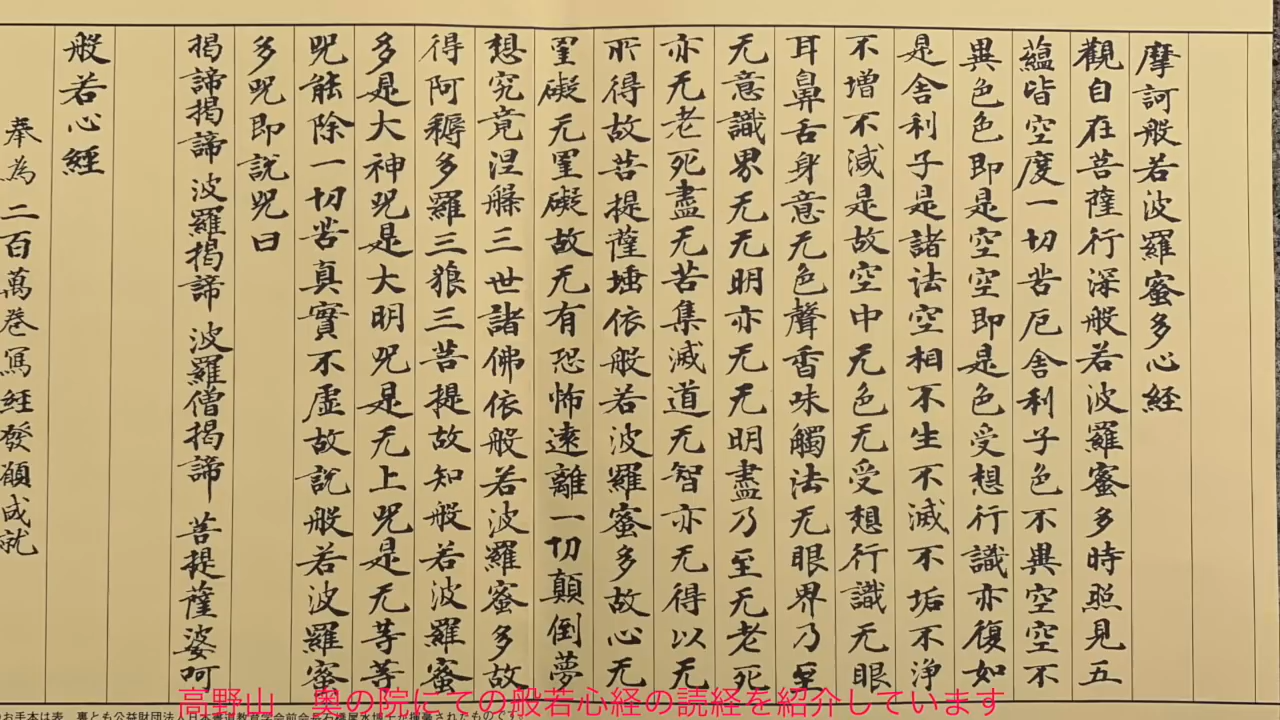 摩訶般若波羅蜜多心経
觀自在菩薩行深般若波羅蜜多時照見五
蘊皆空度一切苦厄舎利子色不異空空不
異色色即是空空即是色受想行識亦復如
是舎利子是諸法空相不生不滅不垢不浄
不增不減是故空中无色无受想行識无眼
耳鼻舌身意无色聲香味觸法无眼界乃至
无意識界无无明亦无无明盡乃至无老死
亦无老死盡无苦集滅道无智亦无得以无
所得故菩提薩埵依般若波羅蜜多故心无
罣礙无罣礙故无有恐怖遠離一切顛倒夢
想究竟涅槃三世諸佛依般若波羅蜜多故
得阿耨多羅三貌三菩提故知般若波羅蜜
多是大神咒是大明咒是无上咒是无等等
咒能除一切苦真實不虚故説般若波羅蜜
多咒即説咒曰
揭諦揭諦 波羅揭諦 波羅僧揭諦 菩提薩婆呵
般若心経
奉為二百萬巻寫経發願成就
高野山 奥の院にての般若心経の読経を紹介しています